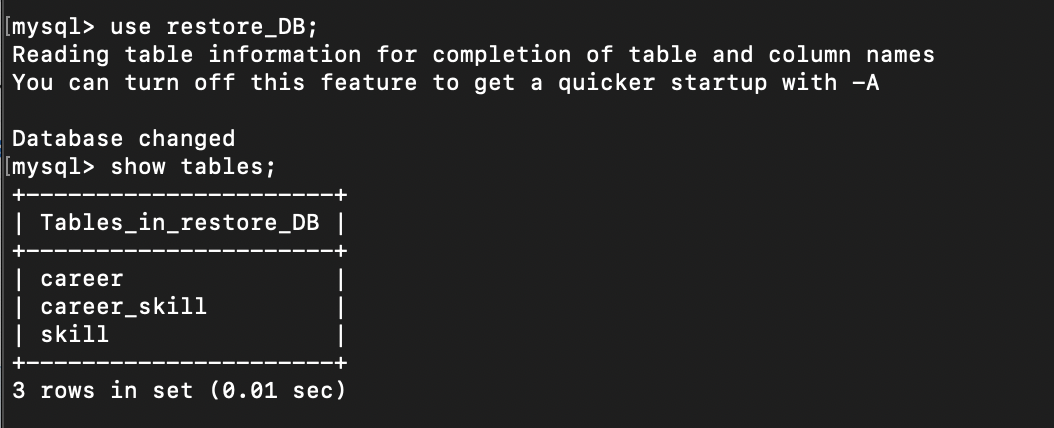 [mysql> use restore_DB;
Reading table information for completion of table and column names
You can turn off this feature to get a quicker startup with -A
Database changed
[mysql> show tables;
+----------------------+
| Tables_in_restore_DB |
+----------------------+
| career               |
| career_skill         |
| skill                |
+----------------------+
3 rows in set (0.01 sec)